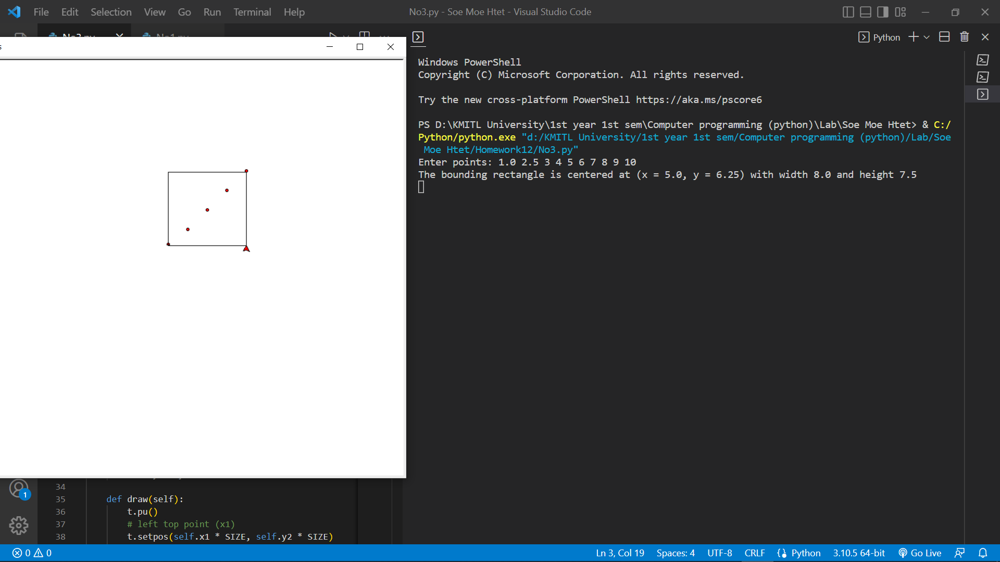 File Edit Selection View Go Run Terminal Help
No3.py - Soe Moe Htet - Visual Studio Code
No3.py No1.py
Python
s
Windows PowerShell
Copyright (C) Microsoft Corporation. All rights reserved.
Try the new cross-platform PowerShell https://aka.ms/pscore6
PS D:\KMITL University\1st year 1st sem\Computer programming (python)\Lab\Soe Moe Htet> & C:/
Python/python.exe "d:/KMITL University/1st year 1st sem/Computer programming (python)/Lab/Soe
Moe Htet/Homework12/No3.py"
Enter points: 1.0 2.5 3 4 5 6 7 8 9 10
The bounding rectangle is centered at (x = 5.0, y = 6.25) with width 8.0 and height 7.5
34
35 def draw(self):
36 t.pu()
37 # left top point (x1)
38 t.setpos(self.x1 * SIZE, self.y2 * SIZE)
1
0 0
Ln 3, Col 19 Spaces: 4 UTF-8 CRLF Python 3.10.5 64-bit Go Live